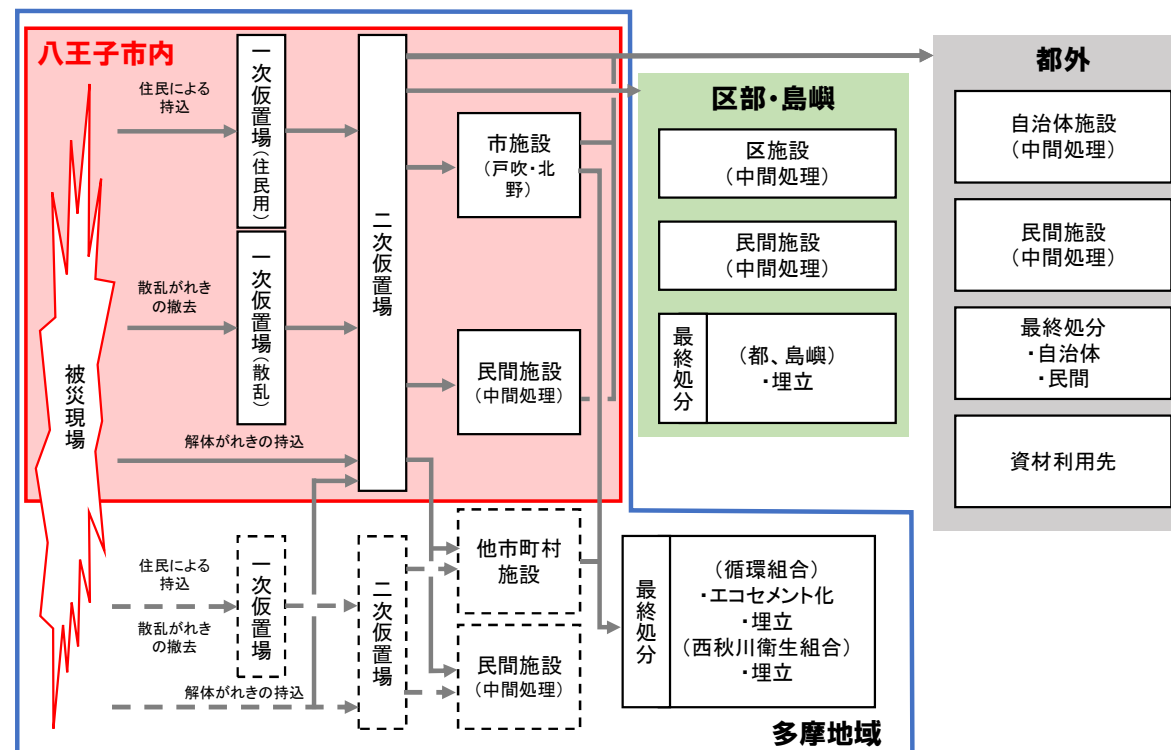 八王子市内
被災現場
住民による
持込
散乱がれき
の撤去
解体がれきの持込
一次仮置場(住民用)
一次仮置場(散乱)
二次仮置場
市施設
(戸吹・北
野)
民間施設
(中間処理)
区部・島嶼
区施設
(中間処理)
民間施設
(中間処理)
最終処分
(都、島嶼)
・埋立
都外
自治体施設
(中間処理)
民間施設
(中間処理)
最終処分
・自治体
・民間
資材利用先
住民による
持込
散乱がれき
の撤去
解体がれきの持込
一次仮置場
二次仮置場
他市町村
施設
民間施設
(中間処理)
最終処分
(循環組合)
・エコセメント化
・埋立
(西秋川衛生組合)
・埋立
多摩地域